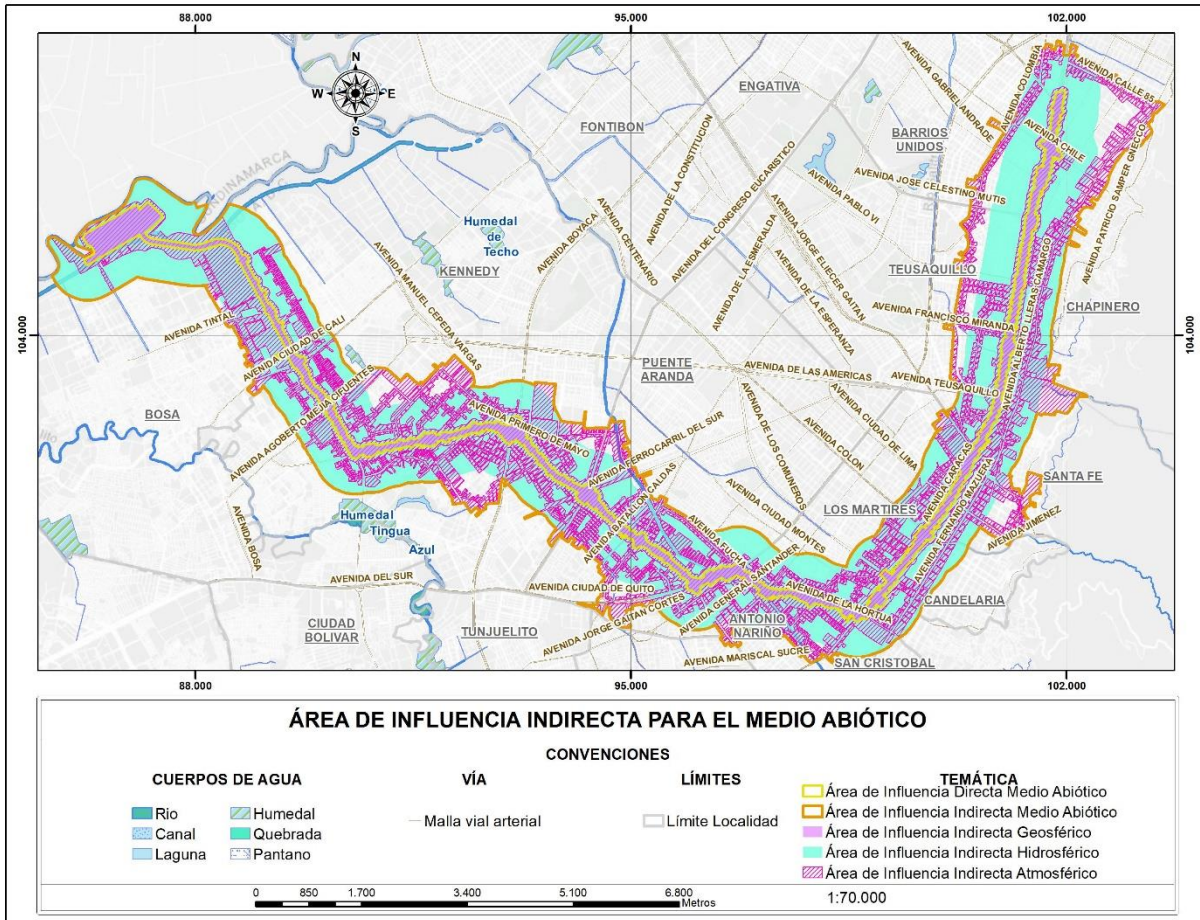 88.000 95.000 102.000
104.000
104.000
N
W E
S
ENGATIVA
FONTIBON
BARRIOS
UNIDOS
AVENIDA COLOMBIA
AVENIDA CALLE 85
AVENIDA GABRIEL ANDRADE
AVENIDA CHILE
AVENIDA PATRICIO SAMPER GNECCO
AVENIDA JOSE CELESTINO MUTIS
AVENIDA PABLO VI
AVENIDA DE LA CONSTITUCION
AVENIDA DEL CONGRESO EUCARISTICO
AVENIDA JORGE ELIECER GAITAN
AVENIDA DE LA ESMERALDA
AVENIDA DE LA ESPERANZA
AVENIDA CENTENARIO
AVENIDA BOYACA
Humedal
de
Techo
KENNEDY
AVENIDA MANUEL CEPEDA VARGAS
TEUSAQUILLO
CHAPINERO
AVENIDA FRANCISCO MIRANDA
AVENIDA ALBERTO LLERAS CAMARGO
AVENIDA TINTAL
AVENIDA CIUDAD DE CALI
AVENIDA AGOBERTO MEJIA CIFUENTES
BOSA
PUENTE
ARANDA
AVENIDA DE LAS AMERICAS
AVENIDA TEUSAQUILLO
AVENIDA PRIMERO DE MAYO
AVENIDA FERROCARRIL DEL SUR
AVENIDA DE LOS COMUNEROS
AVENIDA COLON
AVENIDA CIUDAD DE LIMA
AVENIDA CARACAS
AVENIDA FERNANDO MAZUERA
SANTA FE
LOS MARTIRES
AVENIDA JIMENEZ
AVENIDA BATALLON CALDAS
AVENIDA CIUDAD MONTES
AVENIDA FUCHA
Humedal
Tingua
Azul
AVENIDA BOSA
AVENIDA DEL SUR
AVENIDA CIUDAD DE QUITO
AVENIDA GENERAL SANTANDER
AVENIDA DE LA HORTUA
CANDELARIA
CIUDAD
BOLIVAR
TUNJUELITO
AVENIDA JORGE GAITAN CORTES
ANTONIO
NARIÑO
AVENIDA MARISCAL SUCRE
SAN CRISTOBAL
88.000 95.000 102.000
ÁREA DE INFLUENCIA INDIRECTA PARA EL MEDIO ABIÓTICO
CONVENCIONES
CUERPOS DE AGUA
Rio
Canal
Laguna
Humedal
Quebrada
Pantano
VÍA
Malla vial arterial
LÍMITES
Límite Localidad
TEMÁTICA
Área de Influencia Directa Medio Abiótico
Área de Influencia Indirecta Medio Abiótico
Área de Influencia Indirecta Geosférico
Área de Influencia Indirecta Hidrosférico
Área de Influencia Indirecta Atmosférico
0 850 1.700 3.400 5.100 6.800
Metros
1:70.000